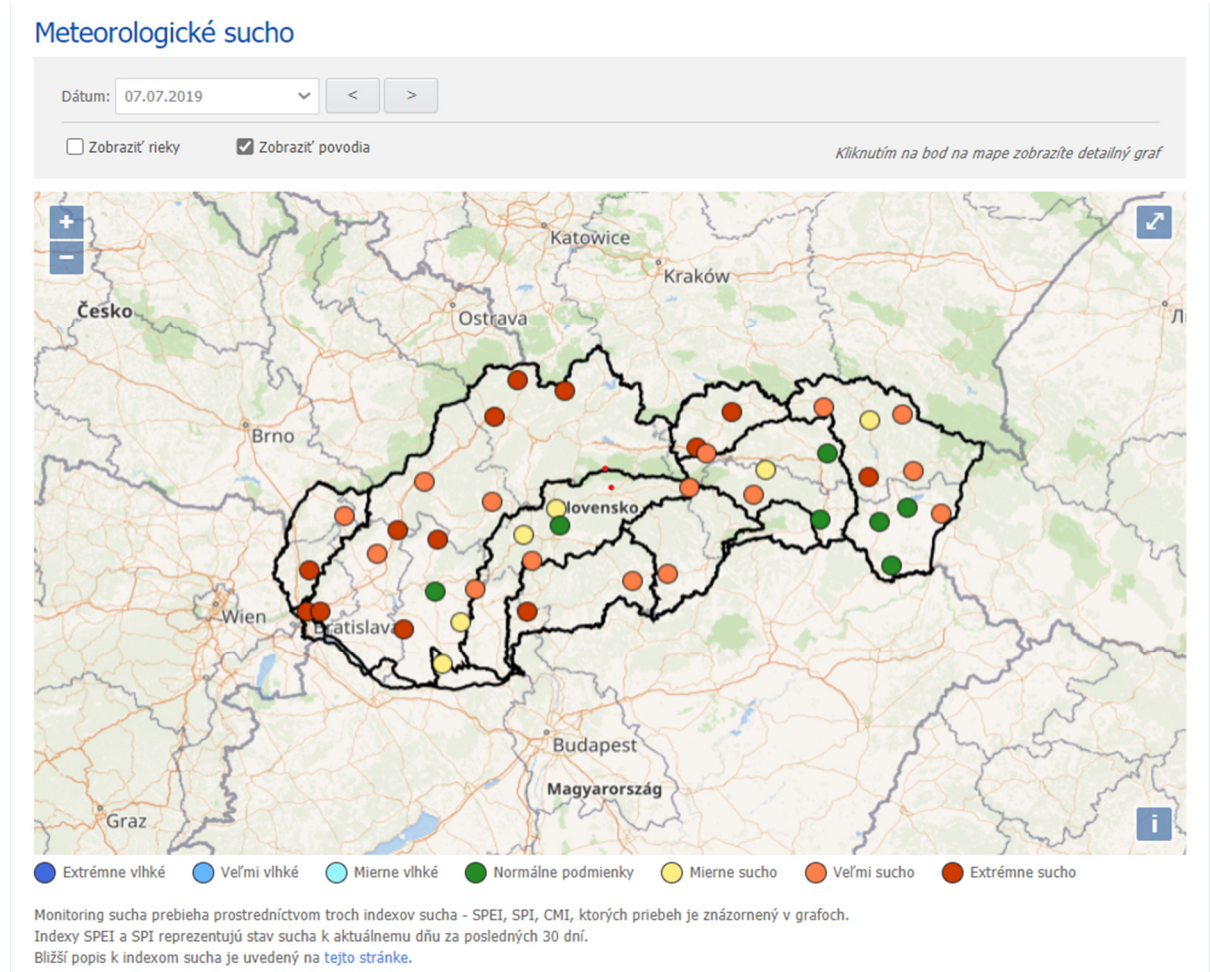 Meteorologické sucho
Dátum: 07.07.2019 < >
Zobraziť rieky Zobraziť povodia
Kliknutím na bod na mape zobrazíte detailný graf
+
−
Katowice
Kraków
Česko
Ostrava
Brno
lovensko
Wien
Bratislava
Budapest
Magyarország
Graz
i
Extrémne vlhké Veľmi vlhké Mierne vlhké Normálne podmienky Mierne sucho Veľmi sucho Extrémne sucho
Monitoring sucha prebieha prostredníctvom troch indexov sucha - SPEI, SPI, CMI, ktorých priebeh je znázornený v grafoch.
Indexy SPEI a SPI reprezentujú stav sucha k aktuálnemu dňu za posledných 30 dní.
Bližší popis k indexom sucha je uvedený na tejto stránke.